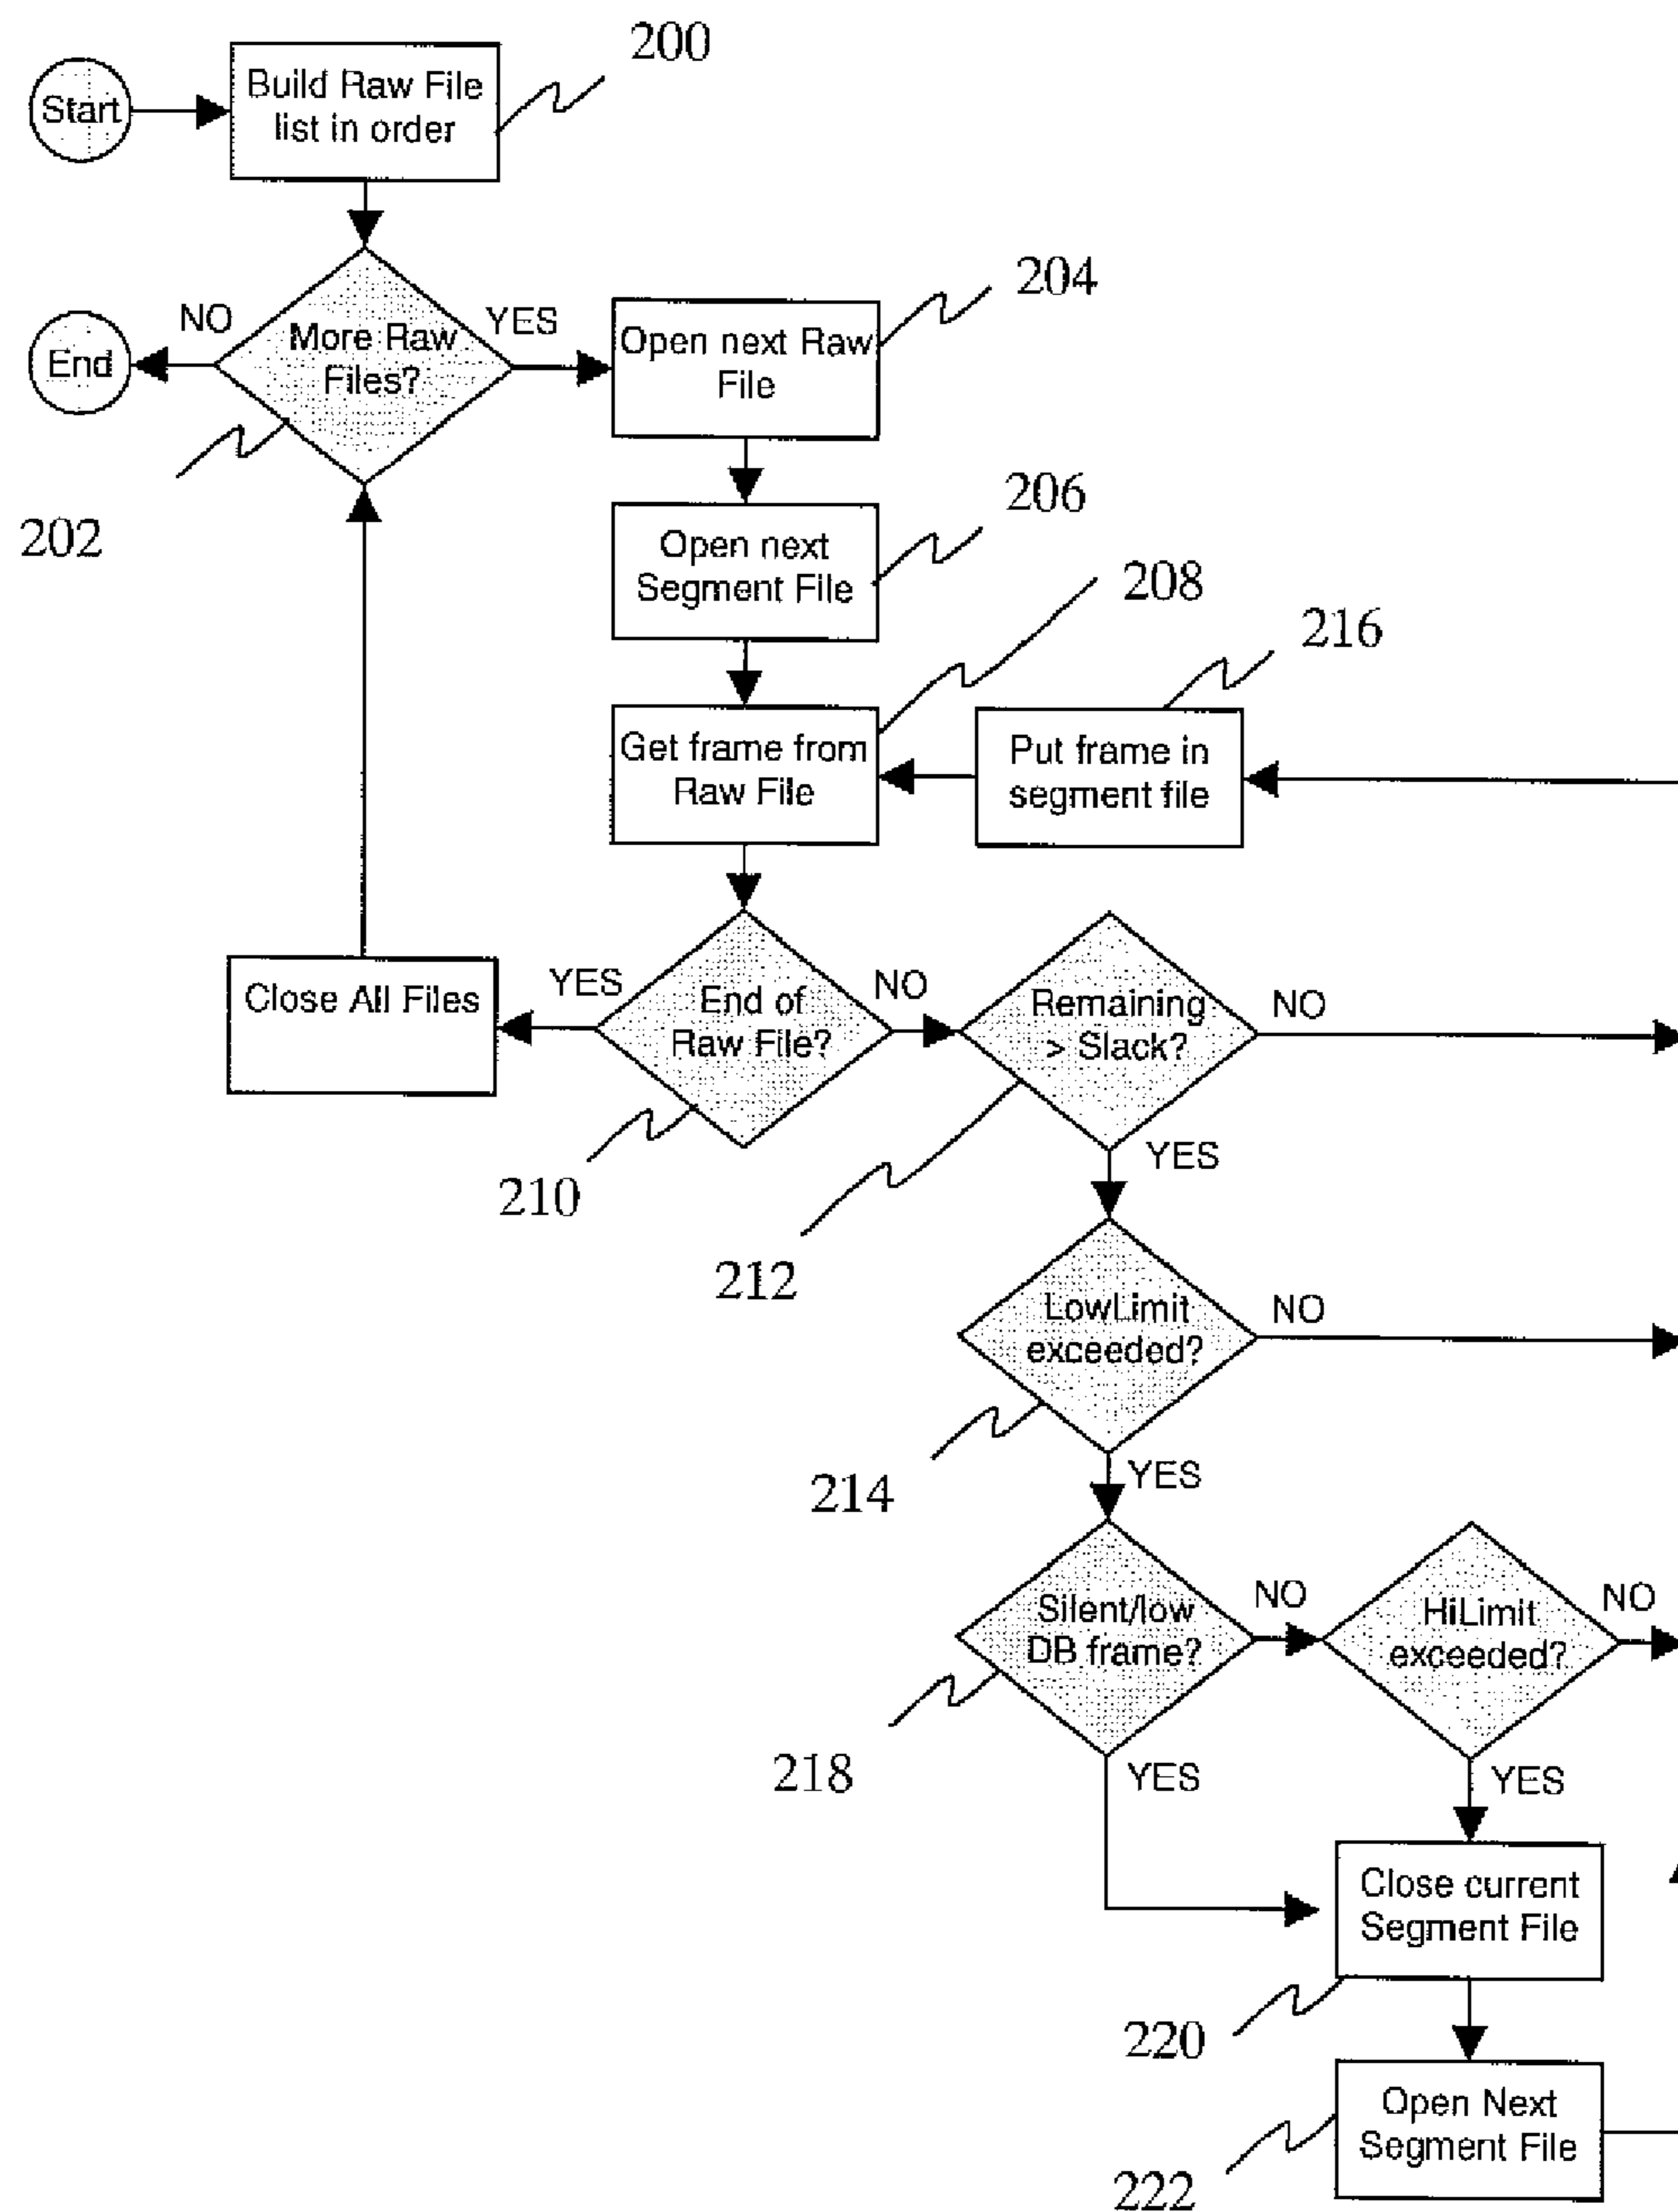 200
Start
Build Raw File
list in order
204
NO
YES
End
More Raw
Files?
Open next Raw
File
202
206
Open next
Segment File
208
216
Get frame from
Raw File
Put frame in
segment file
Close All Files
YES
End of
Raw File?
NO
Remaining
> Slack?
NO
210
YES
212
LowLimit
exceeded?
NO
214
YES
Silent/low
DB frame?
NO
HiLimit
exceeded?
NO
218
YES
YES
Close current
Segment File
220
Open Next
Segment File
222